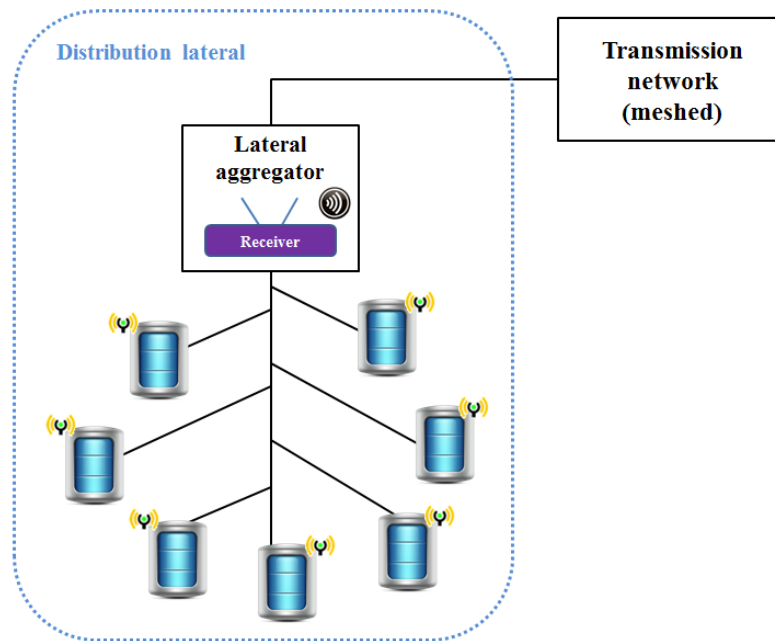 Distribution lateral
Transmission
network
(meshed)
Lateral
aggregator
Receiver